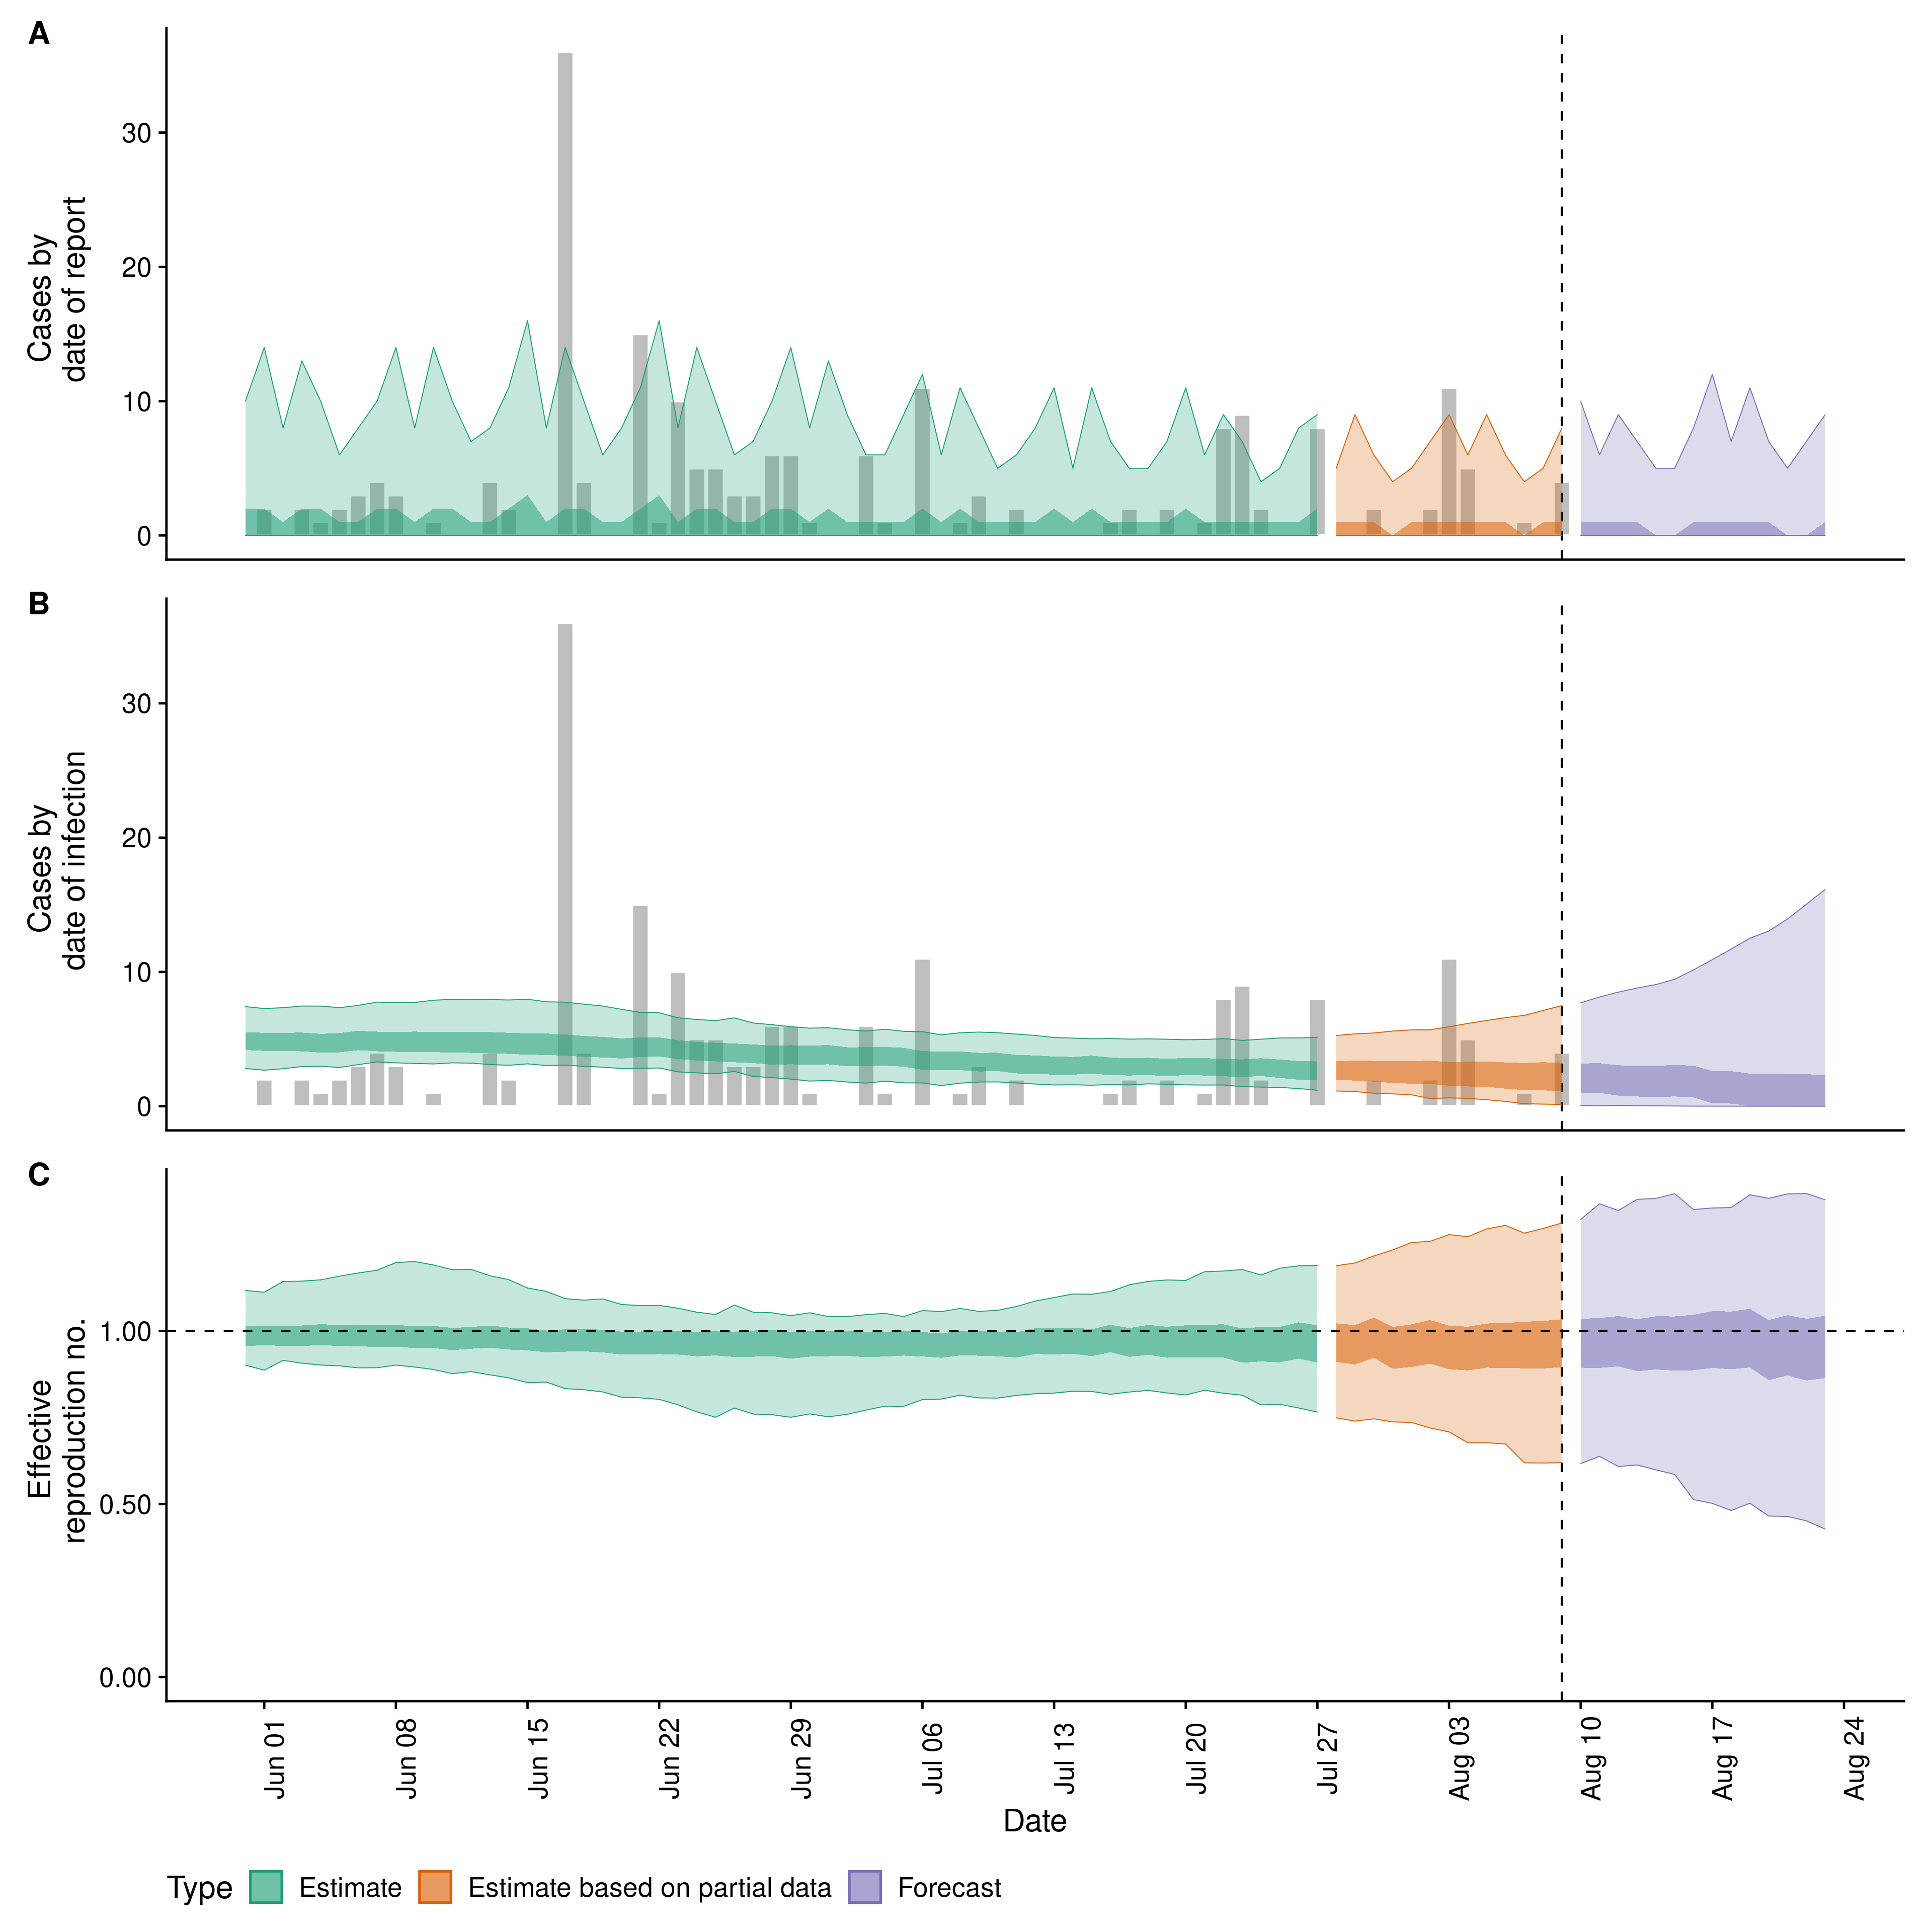 A
Cases by
date of report
30
20
10
0
B
Cases by
date of infection
30
20
10
0
C
Effective
reproduction no.
1.00
0.50
0.00
Jun 01
Jun 08
Jun 15
Jun 22
Jun 29
Jul 06
Jul 13
Jul 20
Jul 27
Aug 03
Aug 10
Aug 17
Aug 24
Date
Type Estimate Estimate based on partial data Forecast